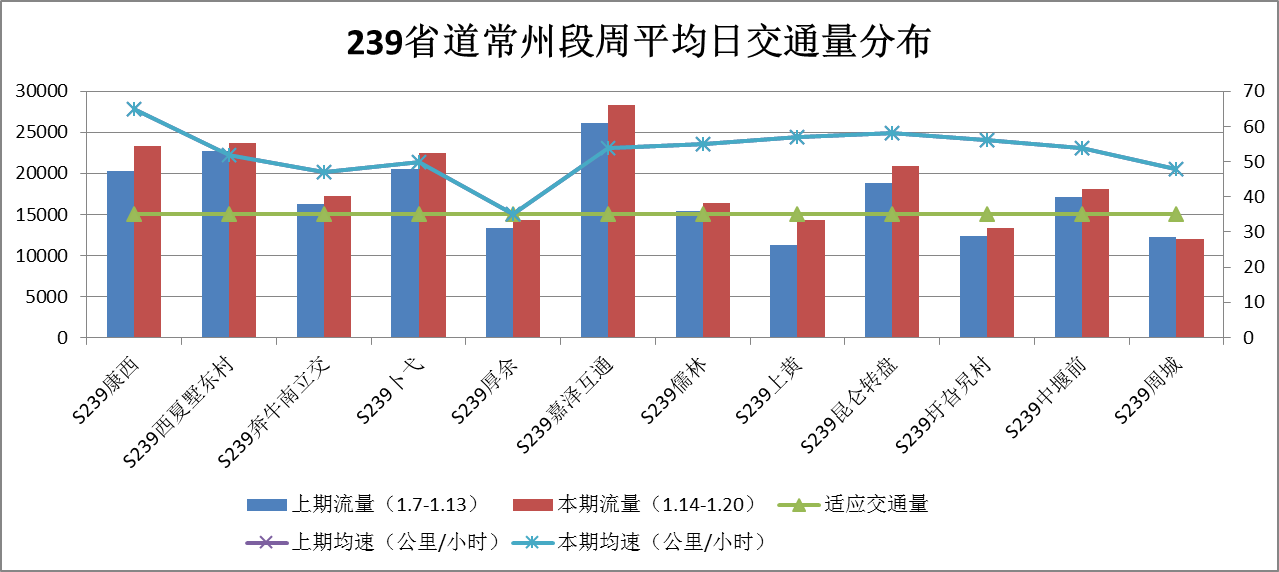 239省道常州段周平均日交通量分布
30000
25000
20000
15000
10000
5000
0
70
60
50
40
30
20
10
0
S239康西
S239西夏墅东村
S239奔牛南立交
S239卜弋
S239厚余
S239嘉泽互通
S239儒林
S239上黄
S239昆仑转盘
S239圩旮旯村
S239中堰前
S239周城
上期流量（1.7-1.13）
本期流量（1.14-1.20）
适应交通量
上期均速（公里/小时）
本期均速（公里/小时）